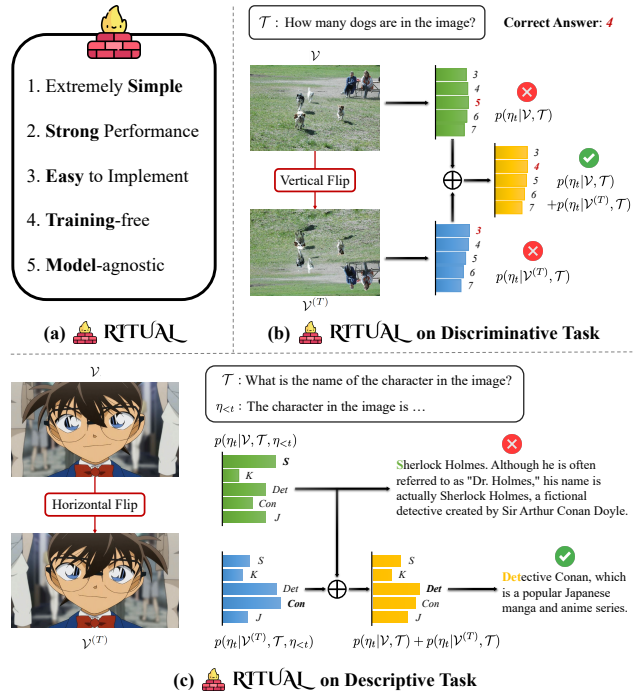 1. Extremely Simple
2. Strong Performance
3. Easy to Implement
4. Training-free
5. Model-agnostic
(a) RITUAL
𝒯 : How many dogs are in the image?
Correct Answer: 4
𝒱
Vertical Flip
𝒱^(T)
3
4
5
6
7
p(η_t|𝒱, 𝒯)
3
4
5
6
7
p(η_t|𝒱, 𝒯)
+p(η_t|𝒱^(T), 𝒯)
3
4
5
6
7
p(η_t|𝒱^(T), 𝒯)
(b) RITUAL on Discriminative Task
𝒱
Horizontal Flip
𝒱^(T)
𝒯 : What is the name of the character in the image?
η_<t : The character in the image is …
p(η_t|𝒱, 𝒯, η_<t)
S
K
Det
Con
J
Sherlock Holmes. Although he is often
referred to as "Dr. Holmes," his name is
actually Sherlock Holmes, a fictional
detective created by Sir Arthur Conan Doyle.
S
K
Det
Con
J
p(η_t|𝒱^(T), 𝒯, η_<t)
S
K
Det
Con
J
p(η_t|𝒱, 𝒯) + p(η_t|𝒱^(T), 𝒯)
Detective Conan, which
is a popular Japanese
manga and anime series.
(c) RITUAL on Descriptive Task